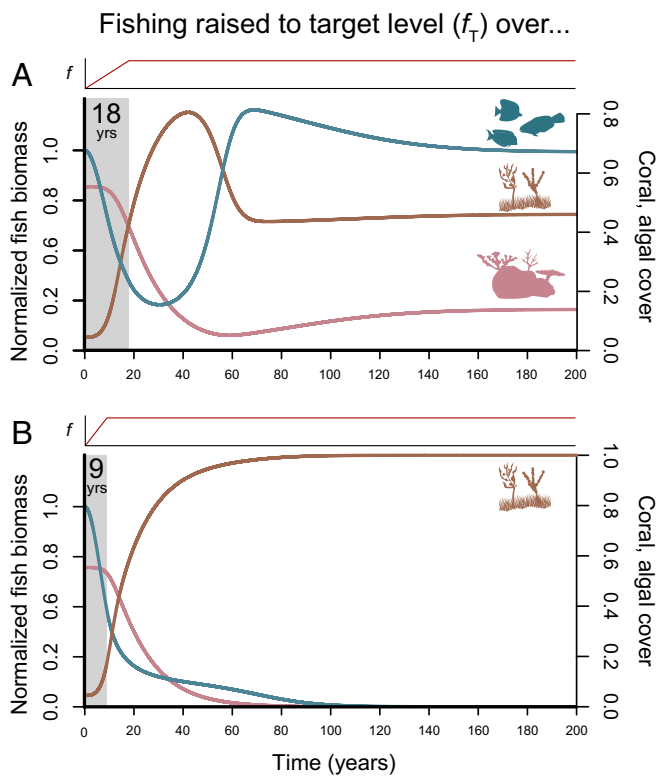 Fishing raised to target level (fT) over...
A
f
18
yrs
Normalized fish biomass
0.0 0.2 0.4 0.6 0.8 1.0
Coral, algal cover
0.0 0.2 0.4 0.6 0.8
0 20 40 60 80 100 120 140 160 180 200
B
f
9
yrs
Normalized fish biomass
0.0 0.2 0.4 0.6 0.8 1.0
Coral, algal cover
0.0 0.2 0.4 0.6 0.8 1.0
0 20 40 60 80 100 120 140 160 180 200
Time (years)